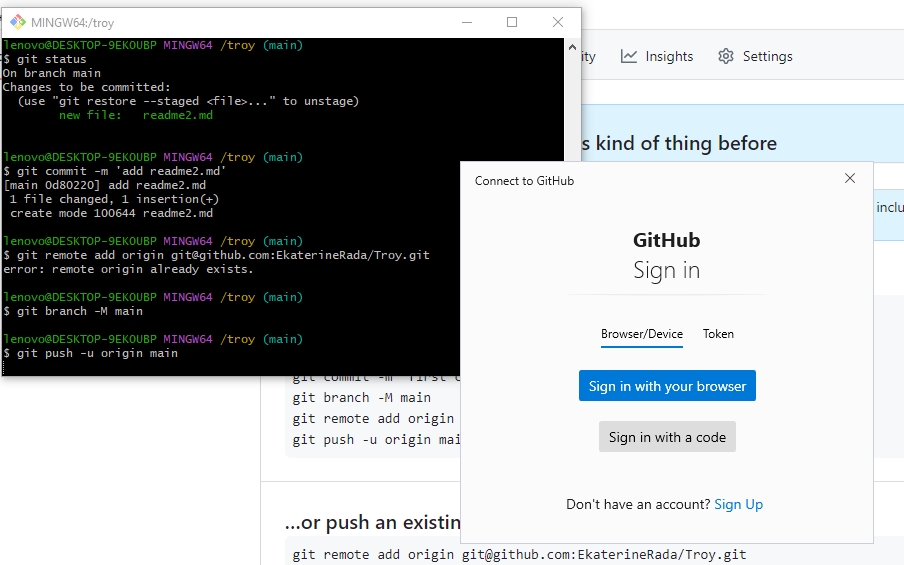 MINGW64:/troy
lenovo@DESKTOP-9EKOUBP MINGW64 /troy (main)
$ git status
On branch main
Changes to be committed:
  (use "git restore --staged <file>..." to unstage)
        new file:   readme2.md
lenovo@DESKTOP-9EKOUBP MINGW64 /troy (main)
$ git commit -m 'add readme2.md'
[main 0d80220] add readme2.md
 1 file changed, 1 insertion(+)
 create mode 100644 readme2.md
lenovo@DESKTOP-9EKOUBP MINGW64 /troy (main)
$ git remote add origin git@github.com:EkaterineRada/Troy.git
error: remote origin already exists.
lenovo@DESKTOP-9EKOUBP MINGW64 /troy (main)
$ git branch -M main
lenovo@DESKTOP-9EKOUBP MINGW64 /troy (main)
$ git push -u origin main
ity Insights Settings
s kind of thing before
inclu
Connect to GitHub
GitHub
Sign in
Browser/Device Token
Sign in with your browser
Sign in with a code
Don't have an account? Sign Up
git commit -m "first c
git branch -M main
git remote add origin
git push -u origin mai
...or push an existin
git remote add origin git@github.com:EkaterineRada/Troy.git